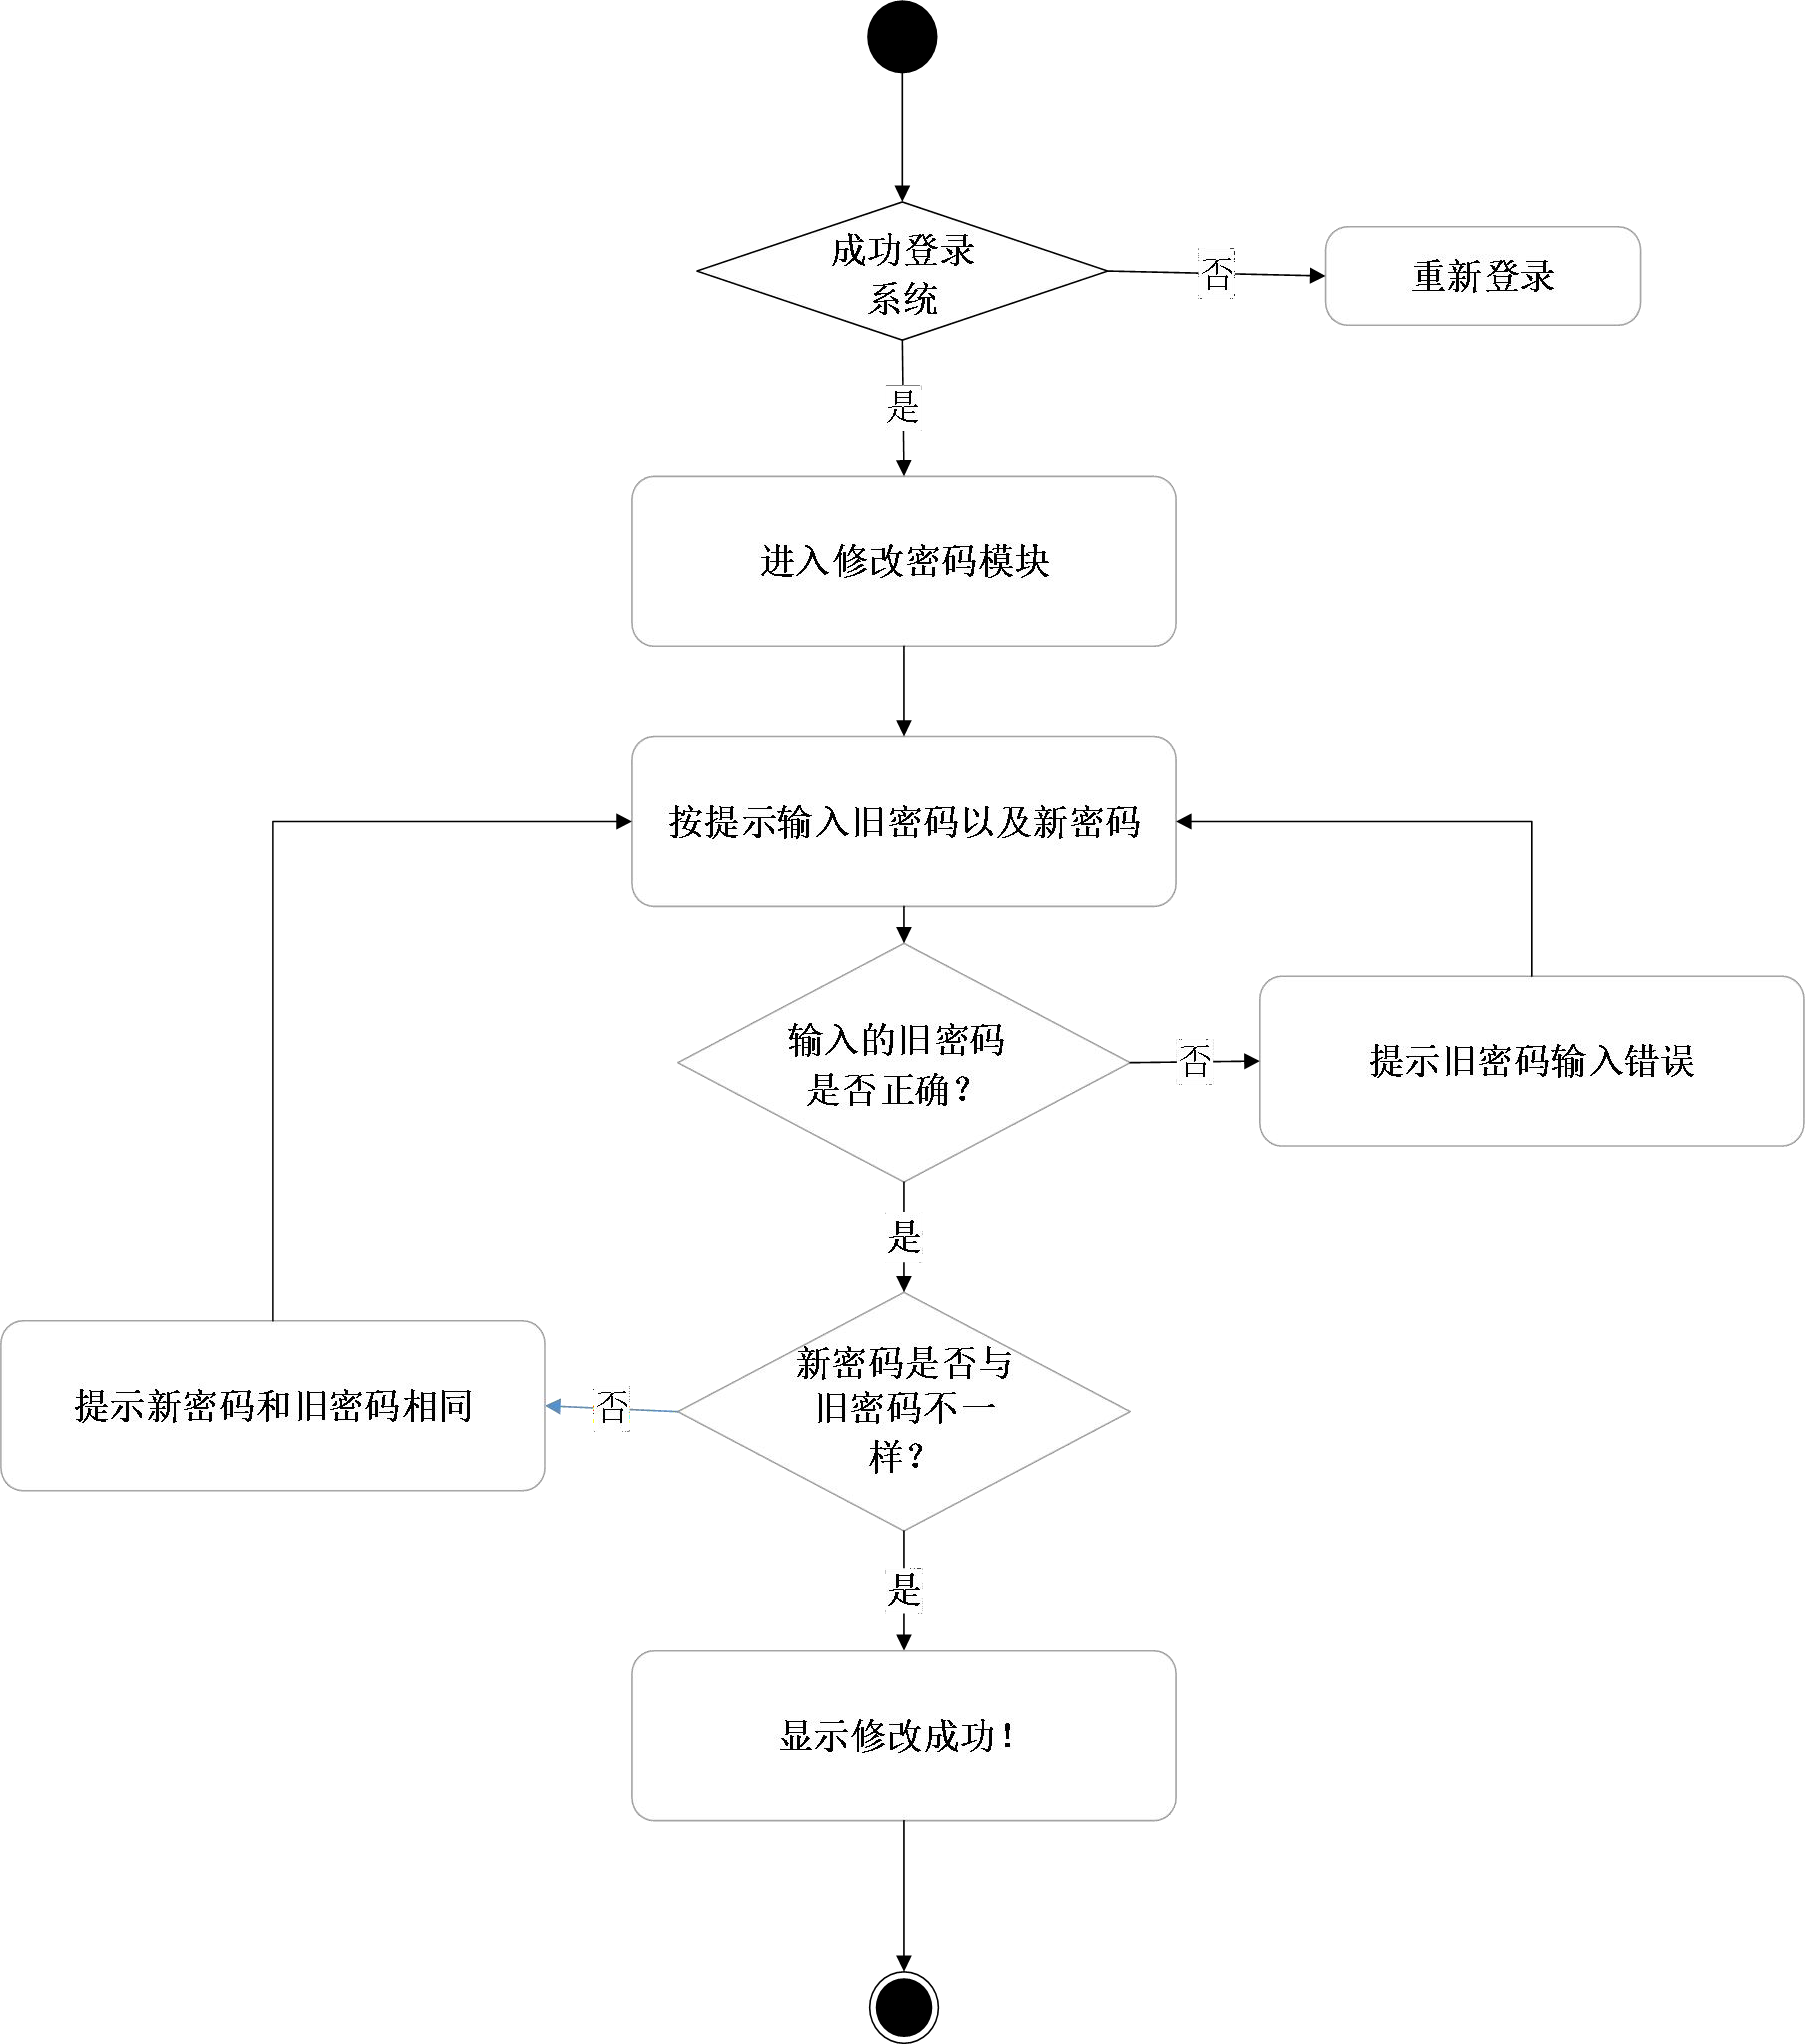 成功登录
系统
否
重新登录
是
进入修改密码模块
按提示输入旧密码以及新密码
输入的旧密码
是否正确？
否
提示旧密码输入错误
是
新密码是否与
旧密码不一
样？
否
提示新密码和旧密码相同
是
显示修改成功！